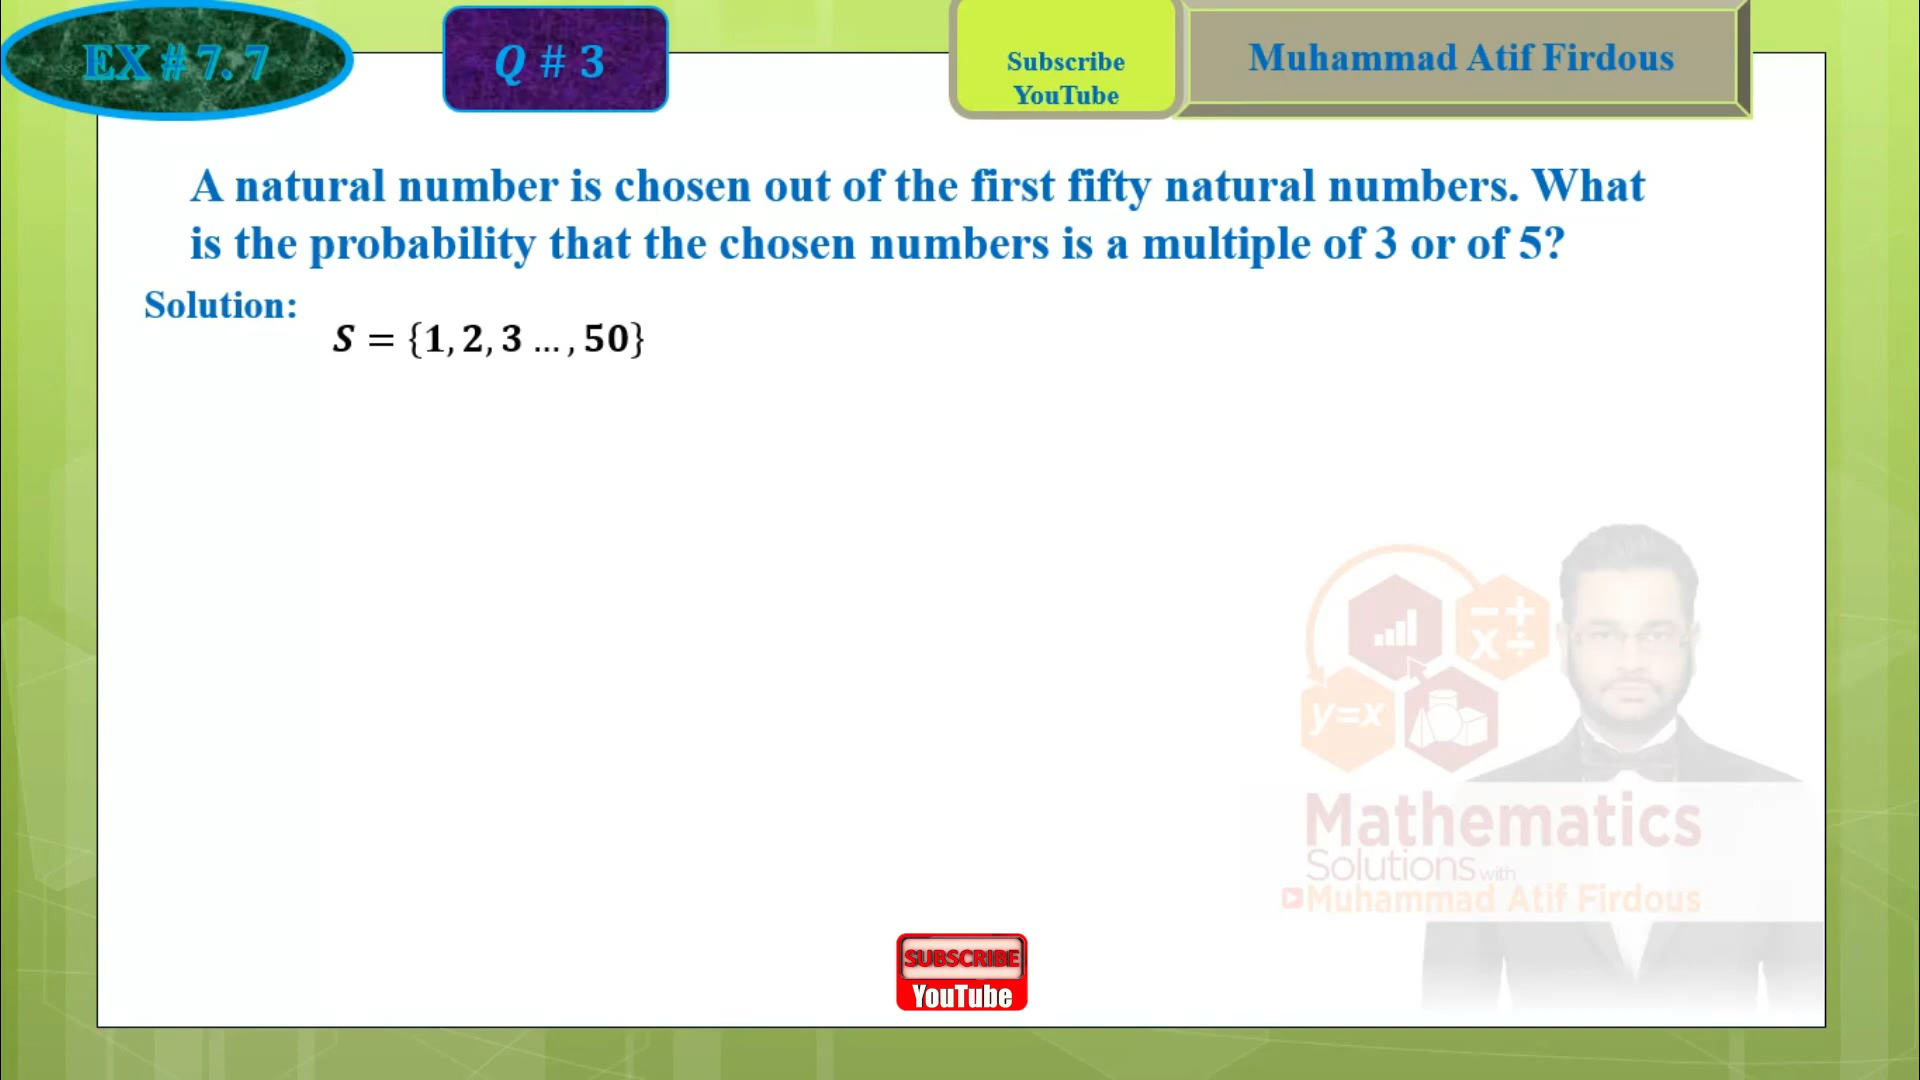 EX # 7.7
Q # 3
Subscribe
YouTube
Muhammad Atif Firdous
A natural number is chosen out of the first fifty natural numbers. What
is the probability that the chosen numbers is a multiple of 3 or of 5?
Solution:
S = {1, 2, 3 ..., 50}
y=x
Mathematics
Solutions with
Muhammad Atif Firdous
SUBSCRIBE
YouTube